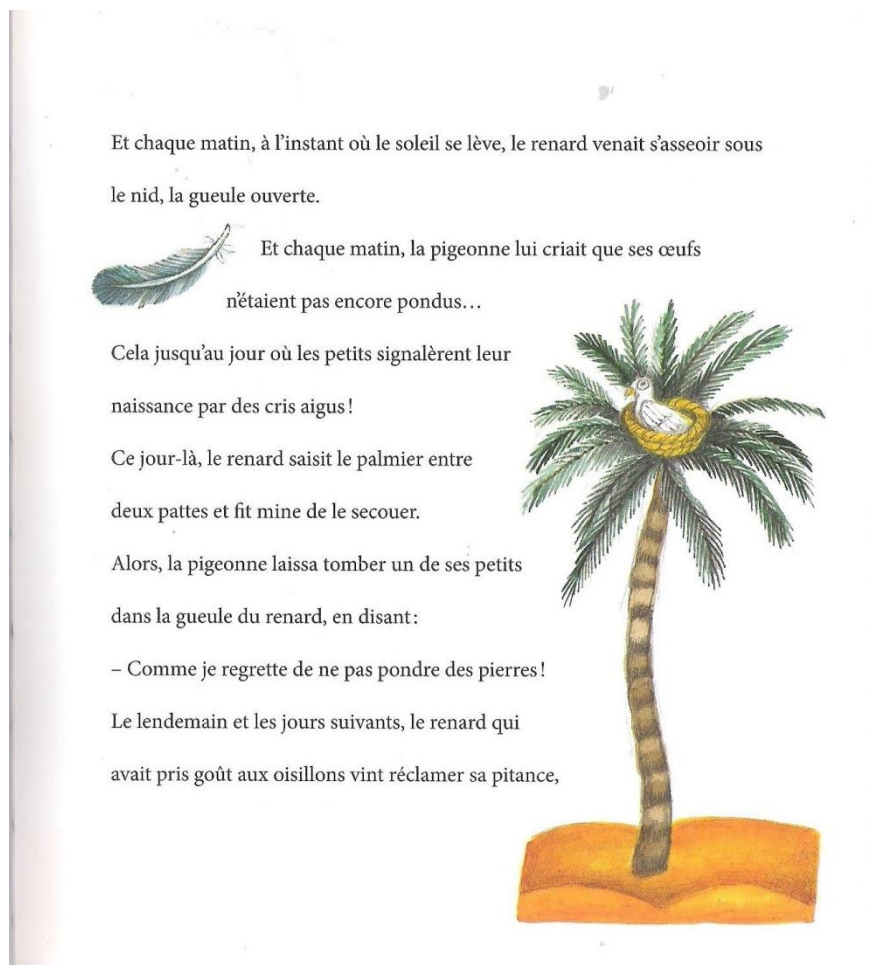 Et chaque matin, à l’instant où le soleil se lève, le renard venait s’asseoir sous
le nid, la gueule ouverte.
Et chaque matin, la pigeonne lui criait que ses œufs
n’étaient pas encore pondus…
Cela jusqu’au jour où les petits signalèrent leur
naissance par des cris aigus !
Ce jour-là, le renard saisit le palmier entre
deux pattes et fit mine de le secouer.
Alors, la pigeonne laissa tomber un de ses petits
dans la gueule du renard, en disant :
– Comme je regrette de ne pas pondre des pierres !
Le lendemain et les jours suivants, le renard qui
avait pris goût aux oisillons vint réclamer sa pitance,